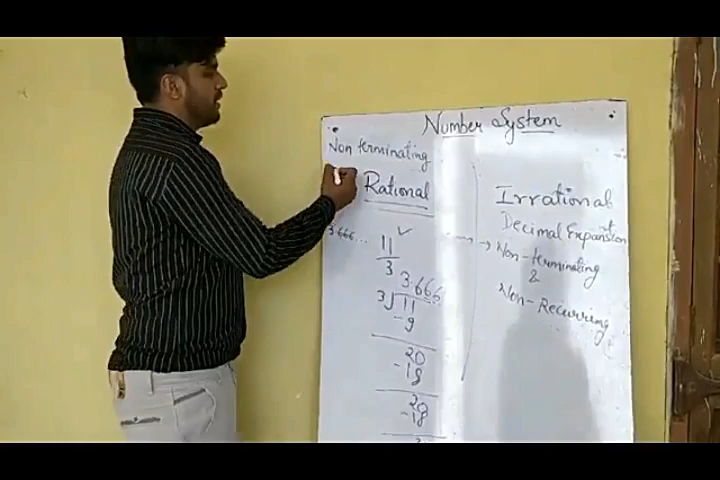 Number System
Non terminating
Rational
3.666...
11
3
3.666
3)11
-9
20
-18
20
-18
Irrational
Decimal Expansion
→ Non-terminating
&
Non-Recurring